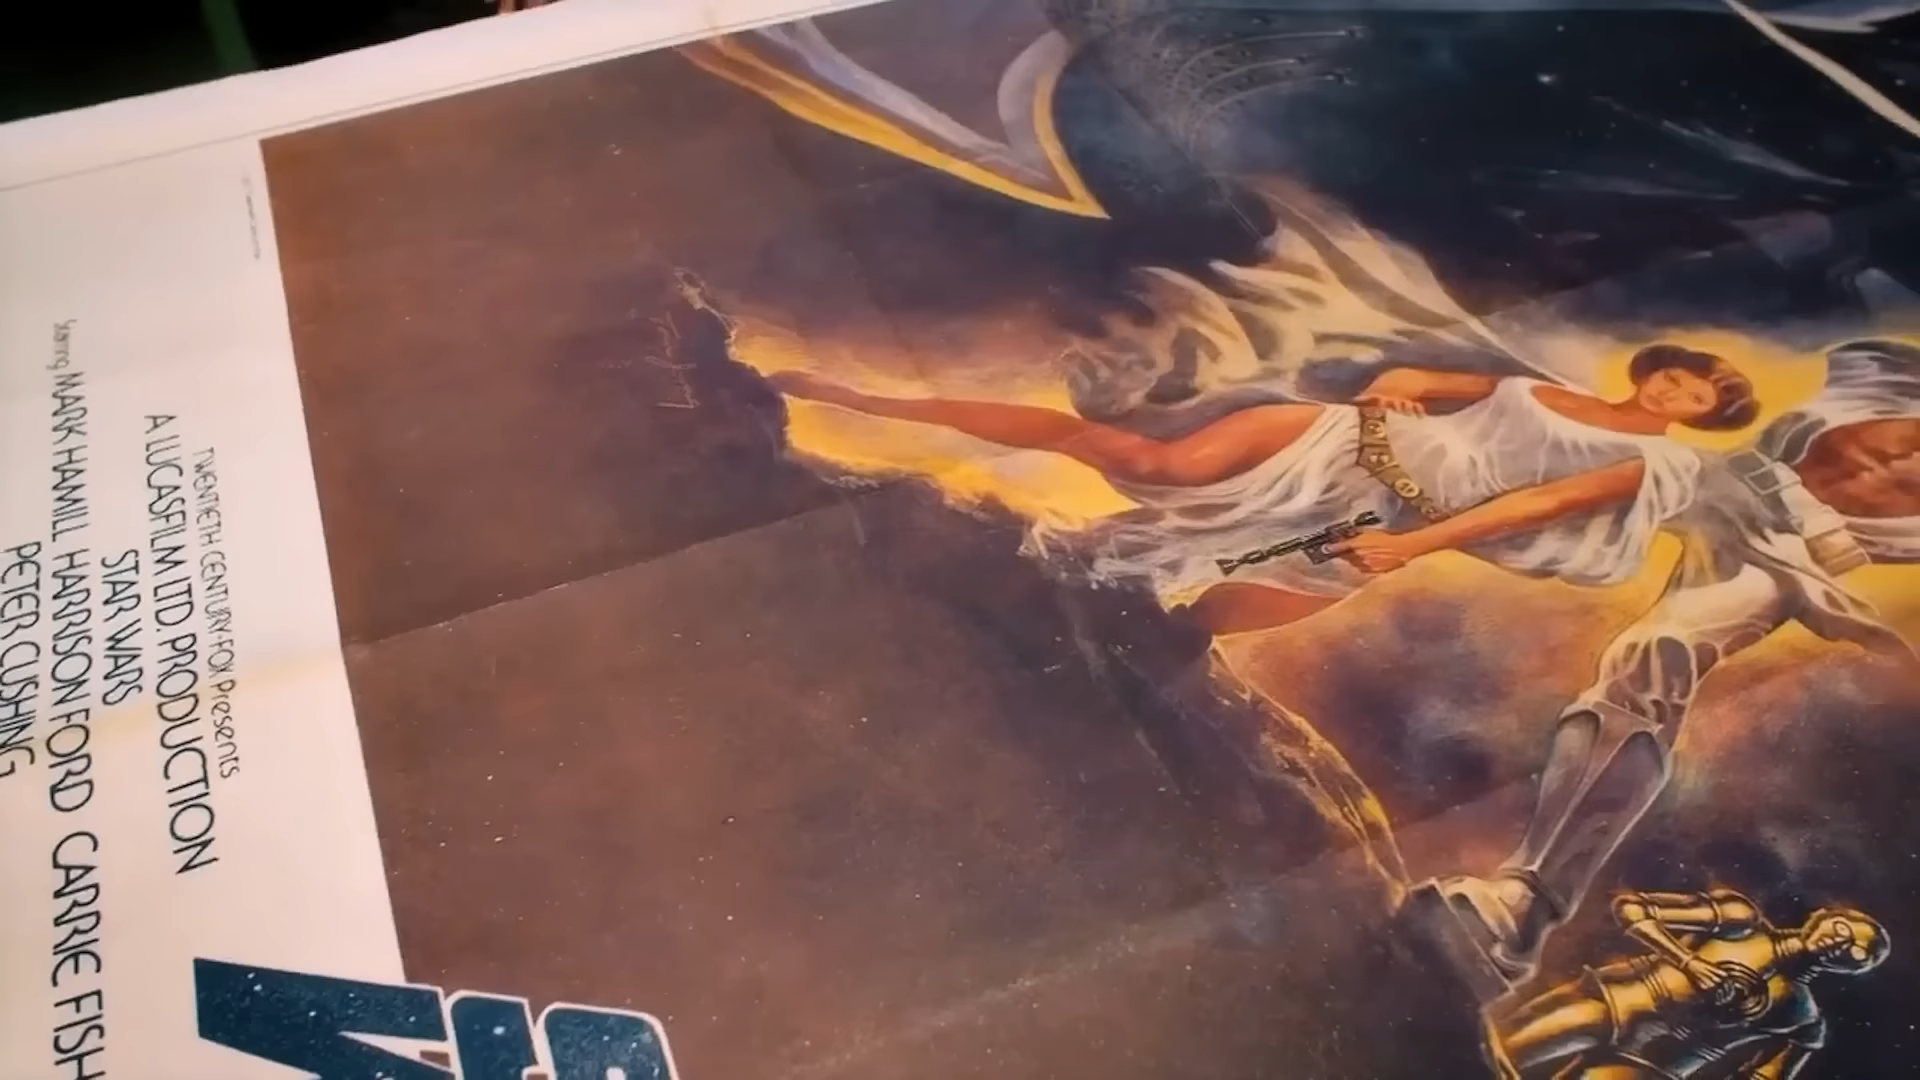 TWENTIETH CENTURY-FOX Presents
A LUCASFILM LTD. PRODUCTION
STAR WARS
Starring MARK HAMILL HARRISON FORD CARRIE FISH
PETER CUSHING